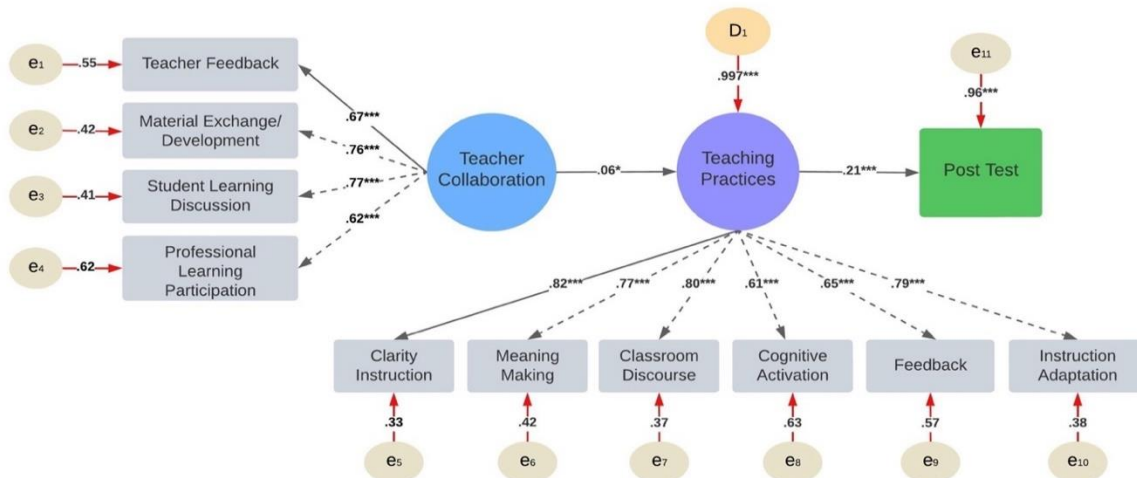 D1
e11
e1
.55
Teacher Feedback
.997***
.96***
e2
.42
Material Exchange/
Development
.67***
.76***
Teacher
Collaboration
.06*
Teaching
Practices
.21***
Post Test
e3
.41
Student Learning
Discussion
.77***
.62***
e4
.62
Professional
Learning
Participation
.82***
.77***
.80***
.61***
.65***
.79***
Clarity
Instruction
Meaning
Making
Classroom
Discourse
Cognitive
Activation
Feedback
Instruction
Adaptation
.33
.42
.37
.63
.57
.38
e5
e6
e7
e8
e9
e10